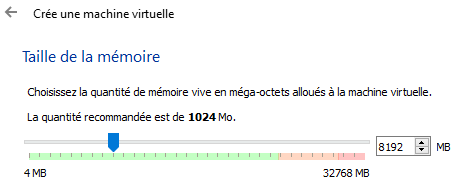 Crée une machine virtuelle
Taille de la mémoire
Choisissez la quantité de mémoire vive en méga-octets alloués à la machine virtuelle.
La quantité recommandée est de 1024 Mo.
8192 MB
4 MB 32768 MB